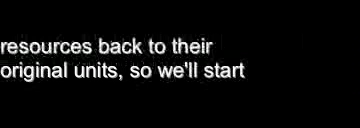 resources back to their
original units, so we'll start